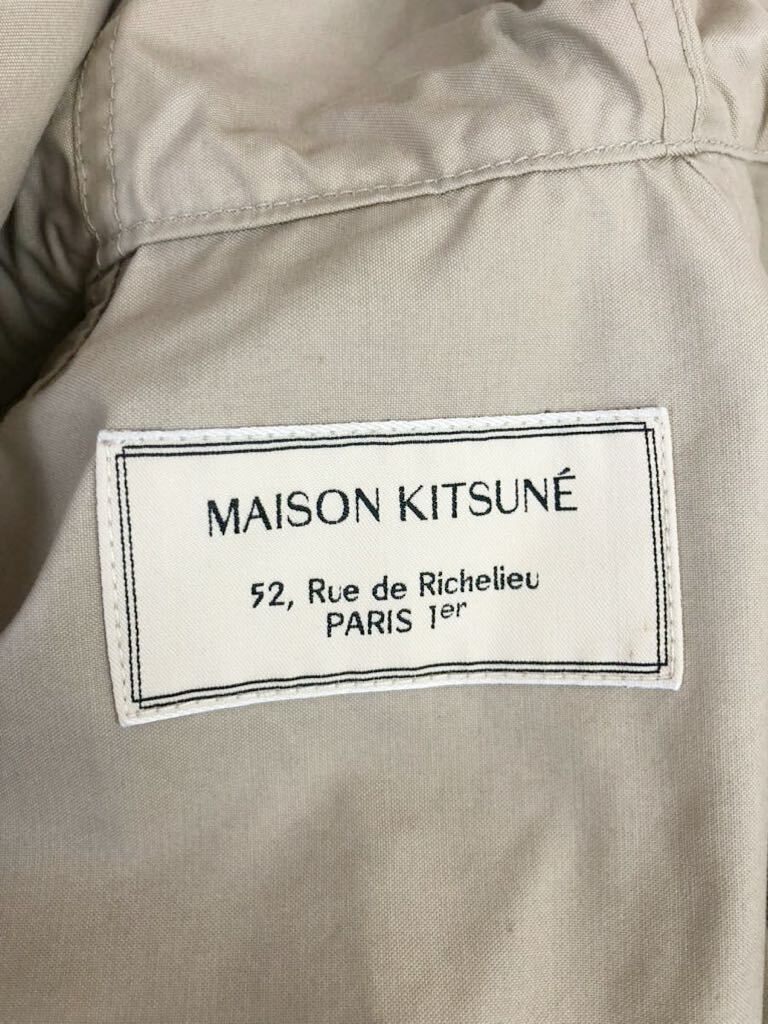 MAISON KITSUNÉ
52, Rue de Richelieu
PARIS 1er